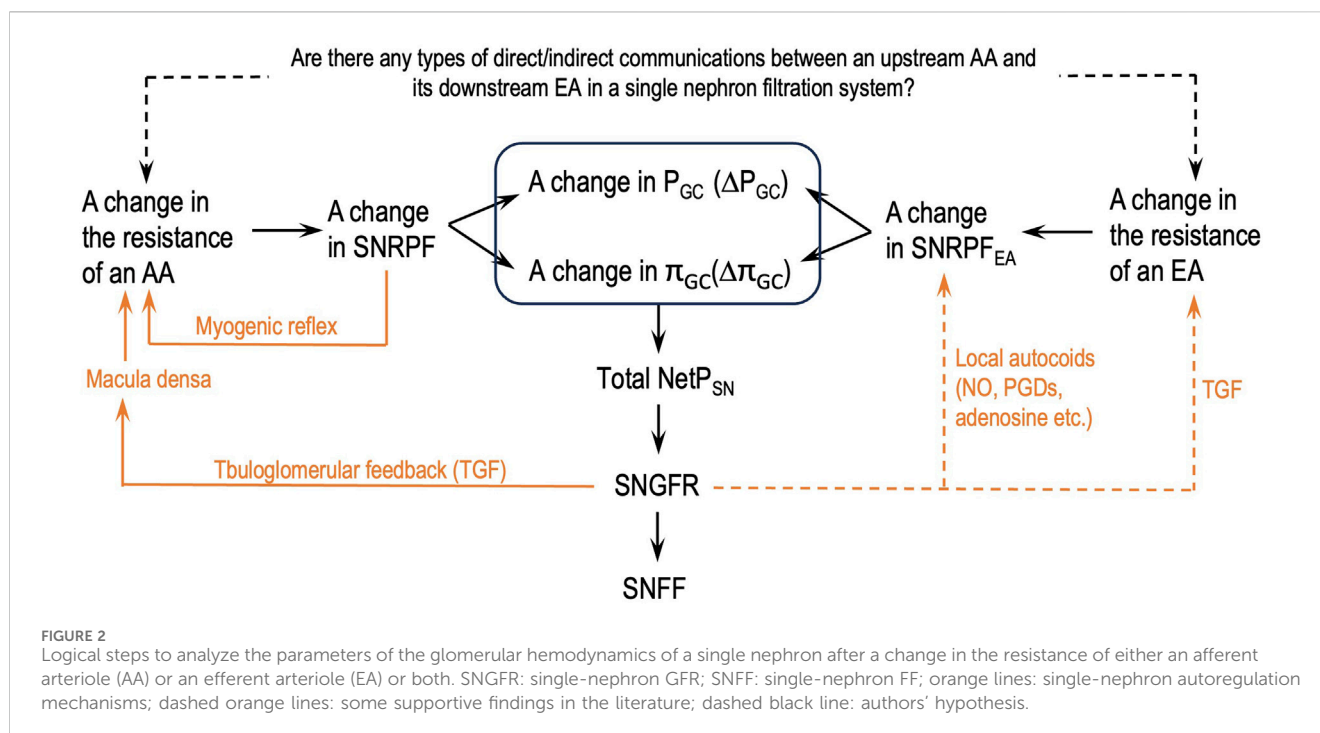 Are there any types of direct/indirect communications between an upstream AA and
its downstream EA in a single nephron filtration system?
A change in
the resistance
of an AA
A change
in SNRPF
A change in P_GC (ΔP_GC)
A change in π_GC(Δπ_GC)
A change
in SNRPF_EA
A change in
the resistance
of an EA
Myogenic reflex
Macula densa
Total NetP_SN
Local autocoids
(NO, PGDs,
adenosine etc.)
TGF
Tbuloglomerular feedback (TGF)
SNGFR
SNFF
FIGURE 2
Logical steps to analyze the parameters of the glomerular hemodynamics of a single nephron after a change in the resistance of either an afferent
arteriole (AA) or an efferent arteriole (EA) or both. SNGFR: single-nephron GFR; SNFF: single-nephron FF; orange lines: single-nephron autoregulation
mechanisms; dashed orange lines: some supportive findings in the literature; dashed black line: authors' hypothesis.